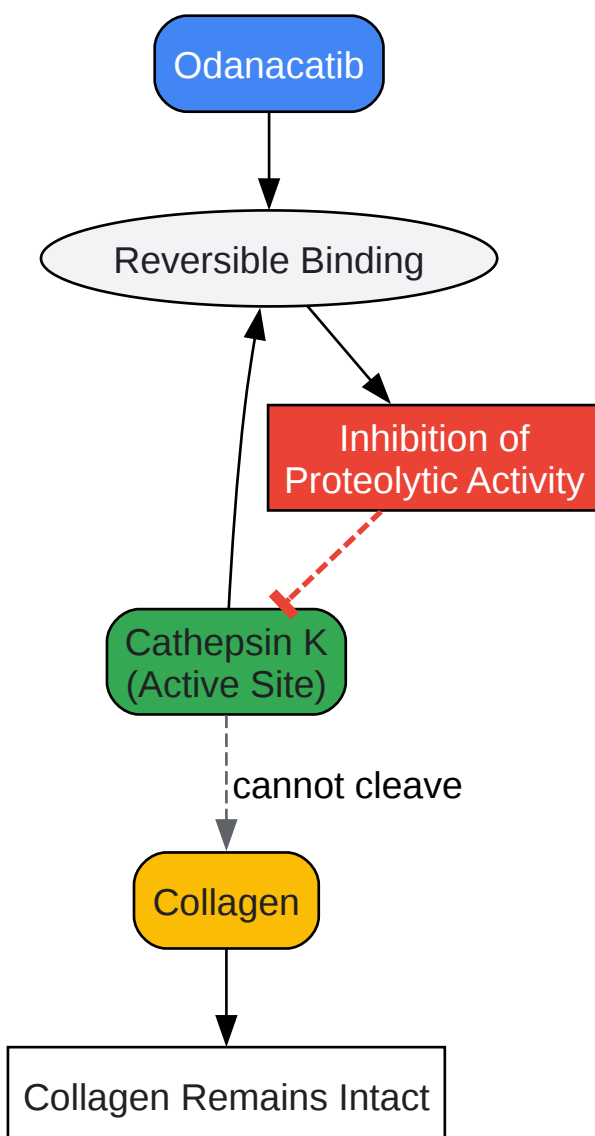 Odanacatib
Reversible Binding
Inhibition of
Proteolytic Activity
Cathepsin K
(Active Site)
cannot cleave
Collagen
Collagen Remains Intact